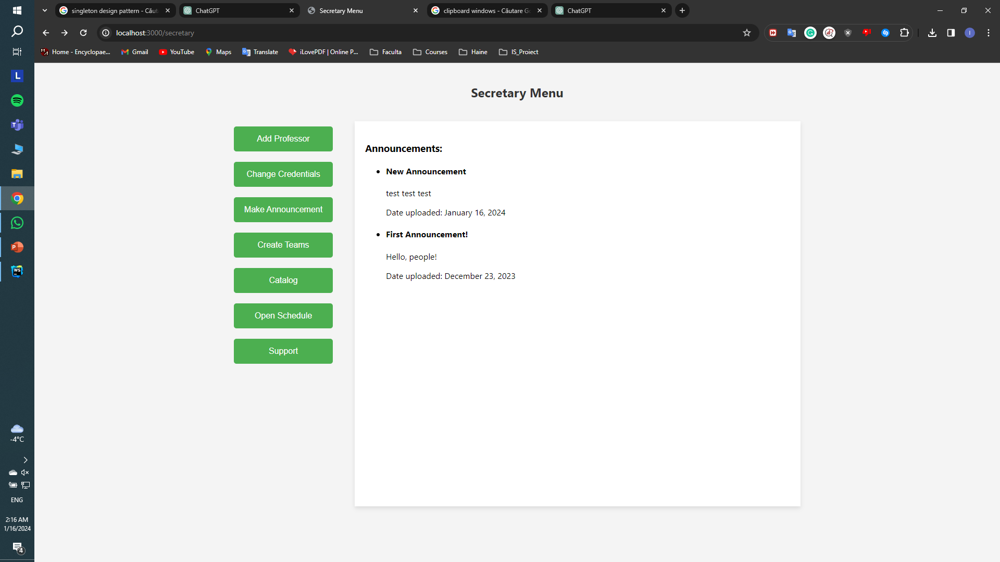 singleton design pattern - Cău
ChatGPT
Secretary Menu
clipboard windows - Căutare G
ChatGPT
localhost:3000/secretary
Home - Encyclopae...
Gmail
YouTube
Maps
Translate
iLovePDF | Online P...
Faculta
Courses
Haine
IS_Proiect
Secretary Menu
Add Professor
Change Credentials
Make Announcement
Create Teams
Catalog
Open Schedule
Support
Announcements:
New Announcement
test test test
Date uploaded: January 16, 2024
First Announcement!
Hello, people!
Date uploaded: December 23, 2023
L
T
P
WS
-4°C
ENG
2:16 AM
1/16/2024
4
I